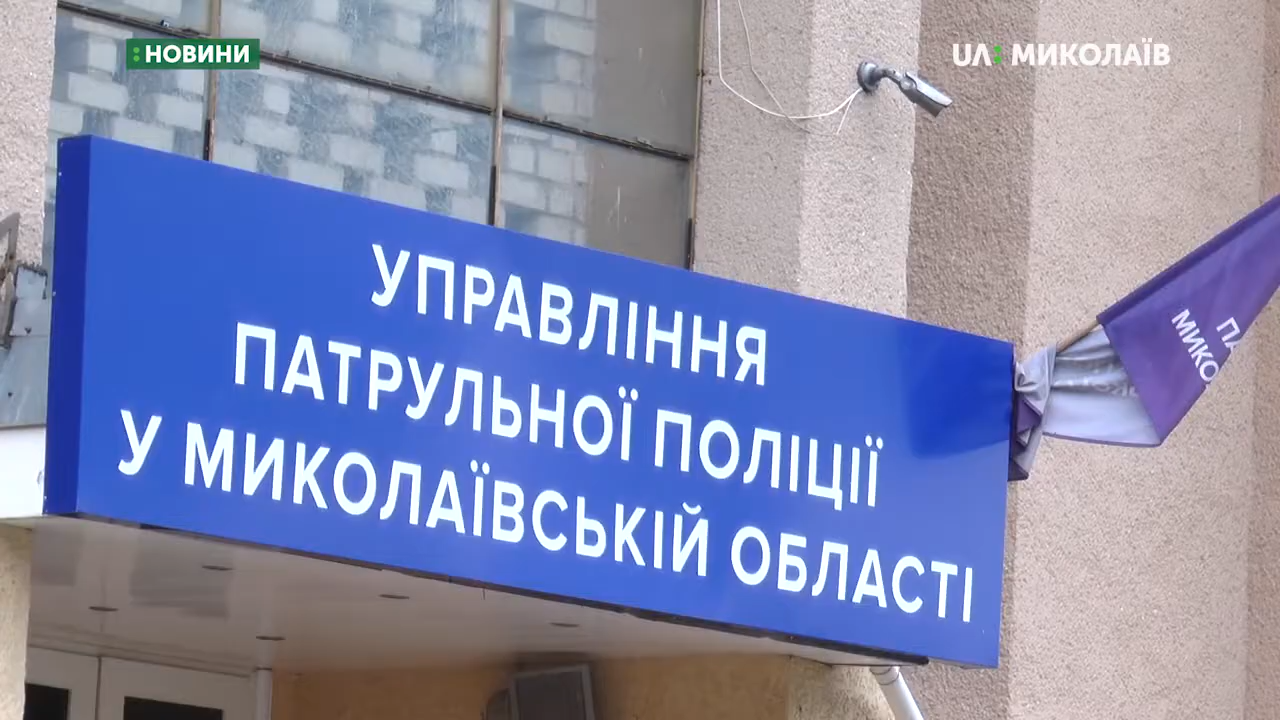 :НОВИНИ
UA: МИКОЛАЇВ
УПРАВЛІННЯ
ПАТРУЛЬНОЇ ПОЛІЦІЇ
У МИКОЛАЇВСЬКІЙ ОБЛАСТІ